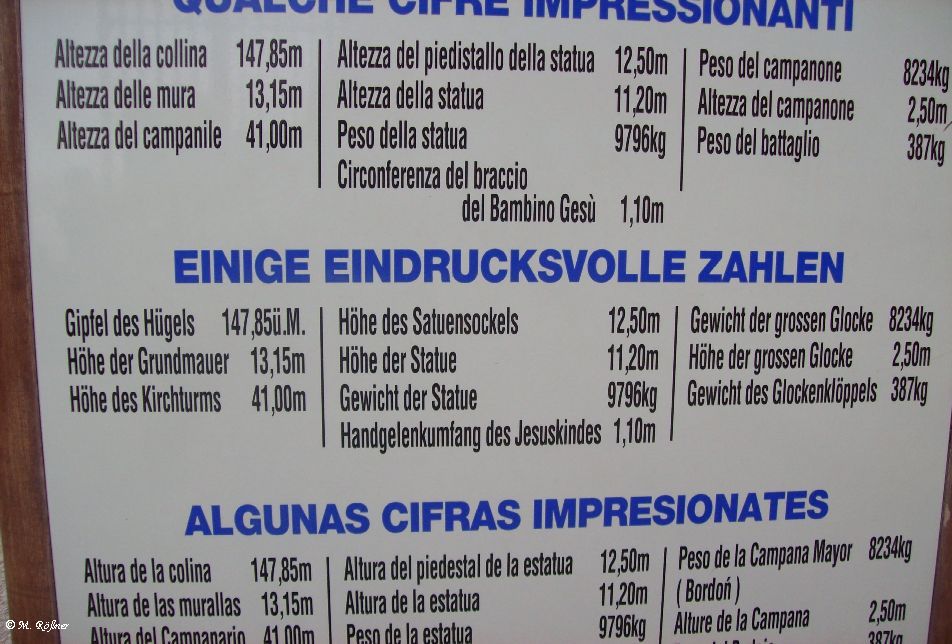 QUALCHE CIFRE IMPRESSIONANTI
Altezza della collina 147,85m
Altezza delle mura 13,15m
Altezza del campanile 41,00m
Altezza del piedistallo della statua 12,50m
Altezza della statua 11,20m
Peso della statua 9796kg
Circonferenza del braccio
del Bambino Gesù 1,10m
Peso del campanone 8234kg
Altezza del campanone 2,50m
Peso del battaglio 387kg
EINIGE EINDRUCKSVOLLE ZAHLEN
Gipfel des Hügels 147,85ü.M.
Höhe der Grundmauer 13,15m
Höhe des Kirchturms 41,00m
Höhe des Satuensockels 12,50m
Höhe der Statue 11,20m
Gewicht der Statue 9796kg
Handgelenkumfang des Jesuskindes 1,10m
Gewicht der grossen Glocke 8234kg
Höhe der grossen Glocke 2,50m
Gewicht des Glockenklöppels 387kg
ALGUNAS CIFRAS IMPRESIONATES
Altura de la colina 147,85m
Altura de las murallas 13,15m
Altura del Campanario 41,00m
Altura del piedestal de la estatua 12,50m
Altura de la estatua 11,20m
Peso de la estatua 9796kg
Peso de la Campana Mayor 8234kg
( Bordoń )
Alture de la Campana 2,50m
387kg
© M. Rößner